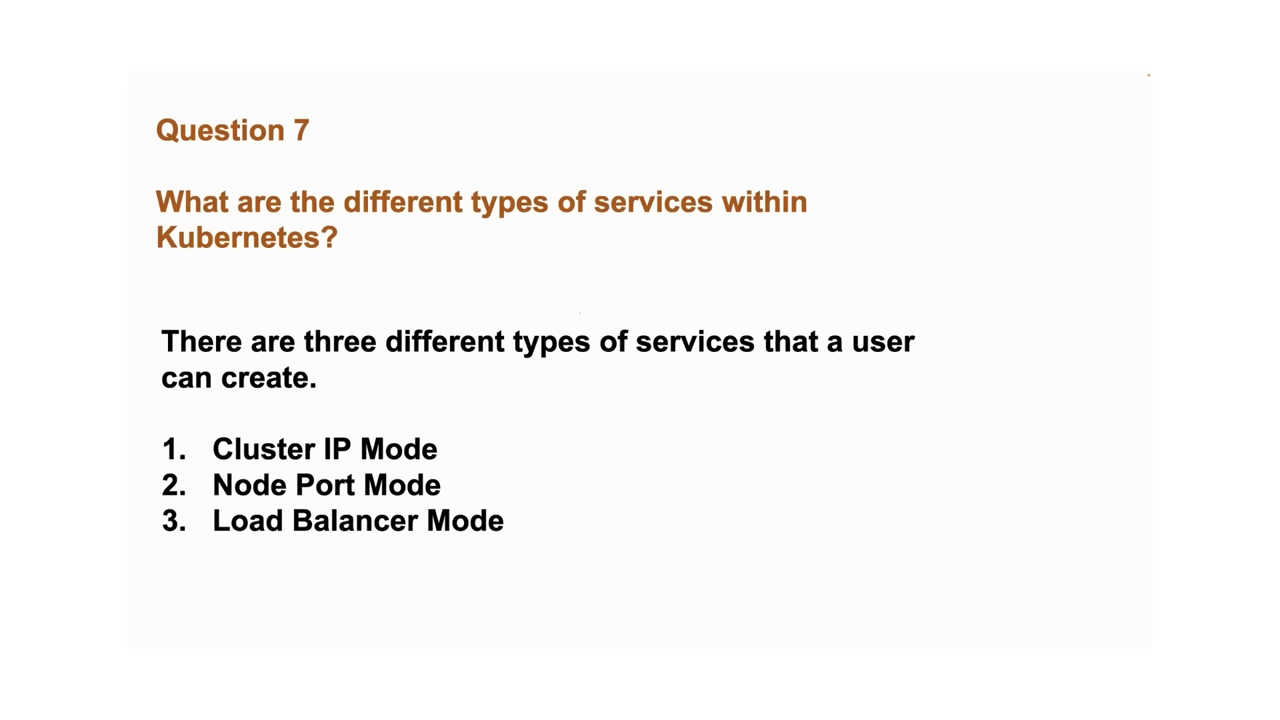 Question 7
What are the different types of services within
Kubernetes?
There are three different types of services that a user
can create.
1. Cluster IP Mode
2. Node Port Mode
3. Load Balancer Mode